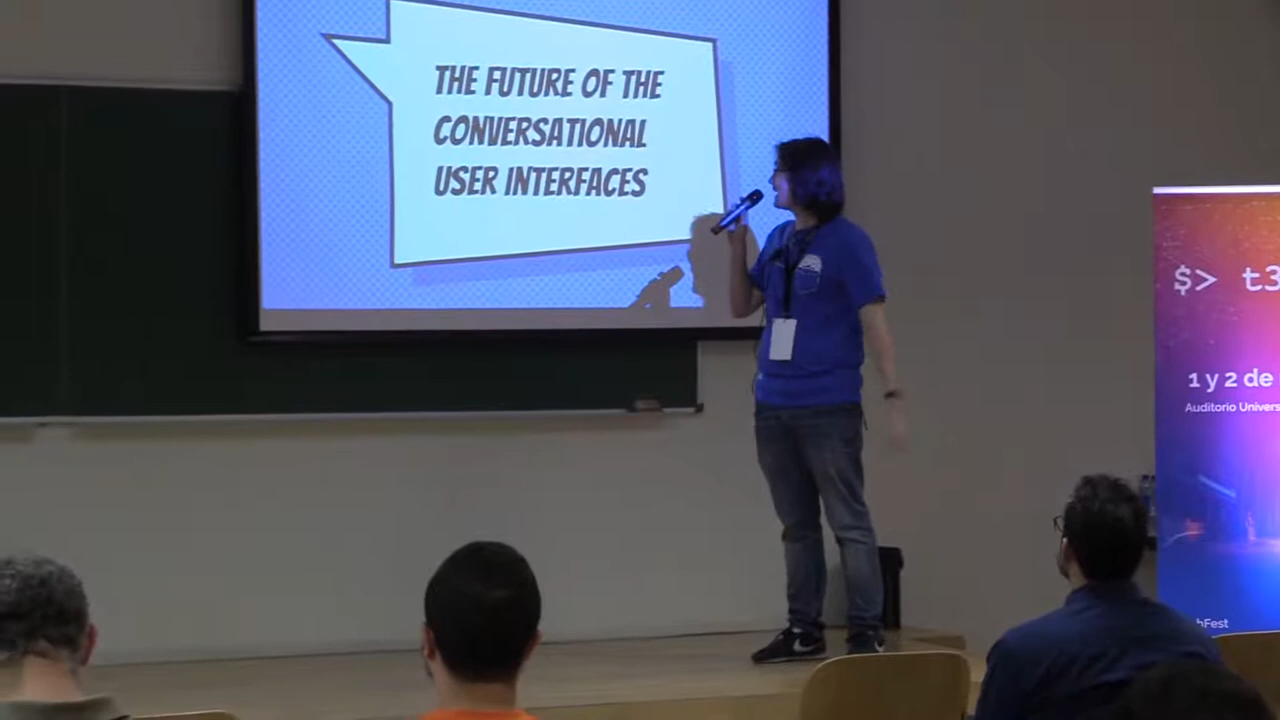 THE FUTURE OF THE
CONVERSATIONAL
USER INTERFACES
$> t3
1 y 2 de
Auditorio Univers
hFest